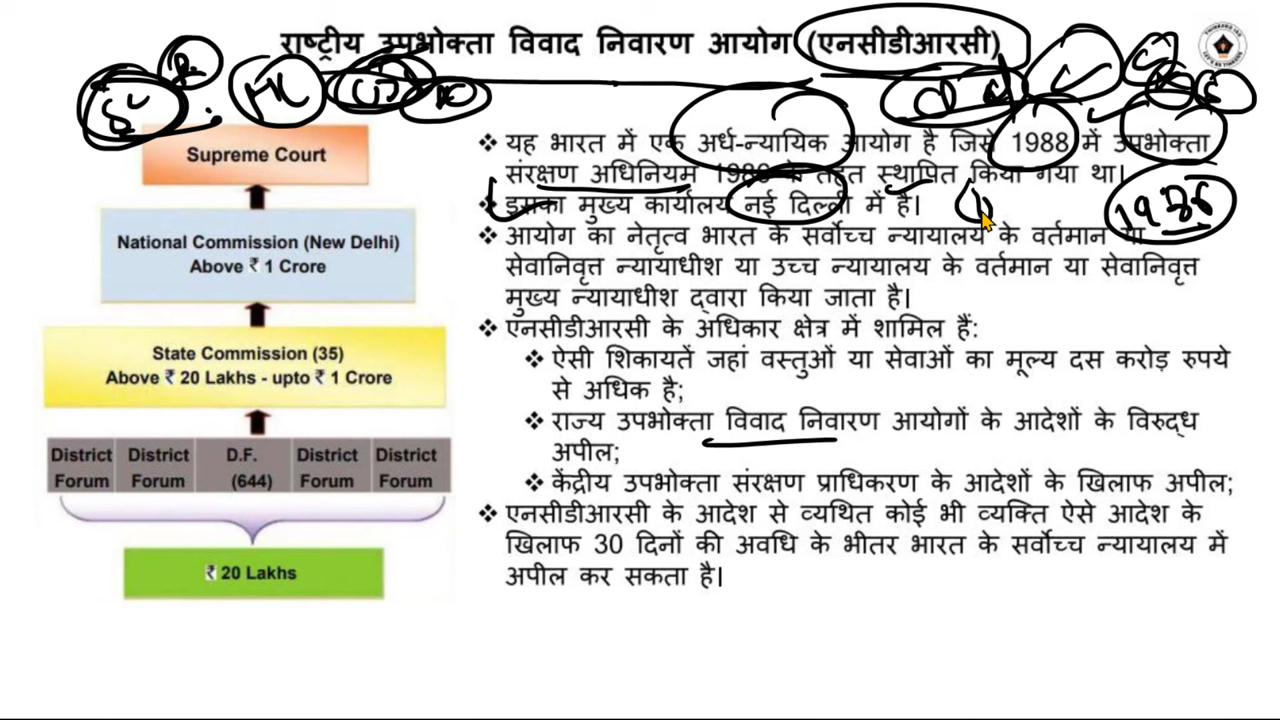 राष्ट्रीय उपभोक्ता विवाद निवारण आयोग (एनसीडीआरसी)
Supreme Court
National Commission (New Delhi)
Above ₹ 1 Crore
State Commission (35)
Above ₹ 20 Lakhs - upto ₹ 1 Crore
District Forum
District Forum
D.F. (644)
District Forum
District Forum
₹ 20 Lakhs
❖ यह भारत में एक अर्ध-न्यायिक आयोग है जिसे 1988 में उपभोक्ता
संरक्षण अधिनियम 1986 के तहत स्थापित किया गया था।
❖ इसका मुख्य कार्यालय नई दिल्ली में है।
1986
❖ आयोग का नेतृत्व भारत के सर्वोच्च न्यायालय के वर्तमान या
सेवानिवृत्त न्यायाधीश या उच्च न्यायालय के वर्तमान या सेवानिवृत्त
मुख्य न्यायाधीश द्वारा किया जाता है।
❖ एनसीडीआरसी के अधिकार क्षेत्र में शामिल हैं:
❖ ऐसी शिकायतें जहां वस्तुओं या सेवाओं का मूल्य दस करोड़ रुपये
से अधिक है;
❖ राज्य उपभोक्ता विवाद निवारण आयोगों के आदेशों के विरुद्ध
अपील;
❖ केंद्रीय उपभोक्ता संरक्षण प्राधिकरण के आदेशों के खिलाफ अपील;
❖ एनसीडीआरसी के आदेश से व्यथित कोई भी व्यक्ति ऐसे आदेश के
खिलाफ 30 दिनों की अवधि के भीतर भारत के सर्वोच्च न्यायालय में
अपील कर सकता है।